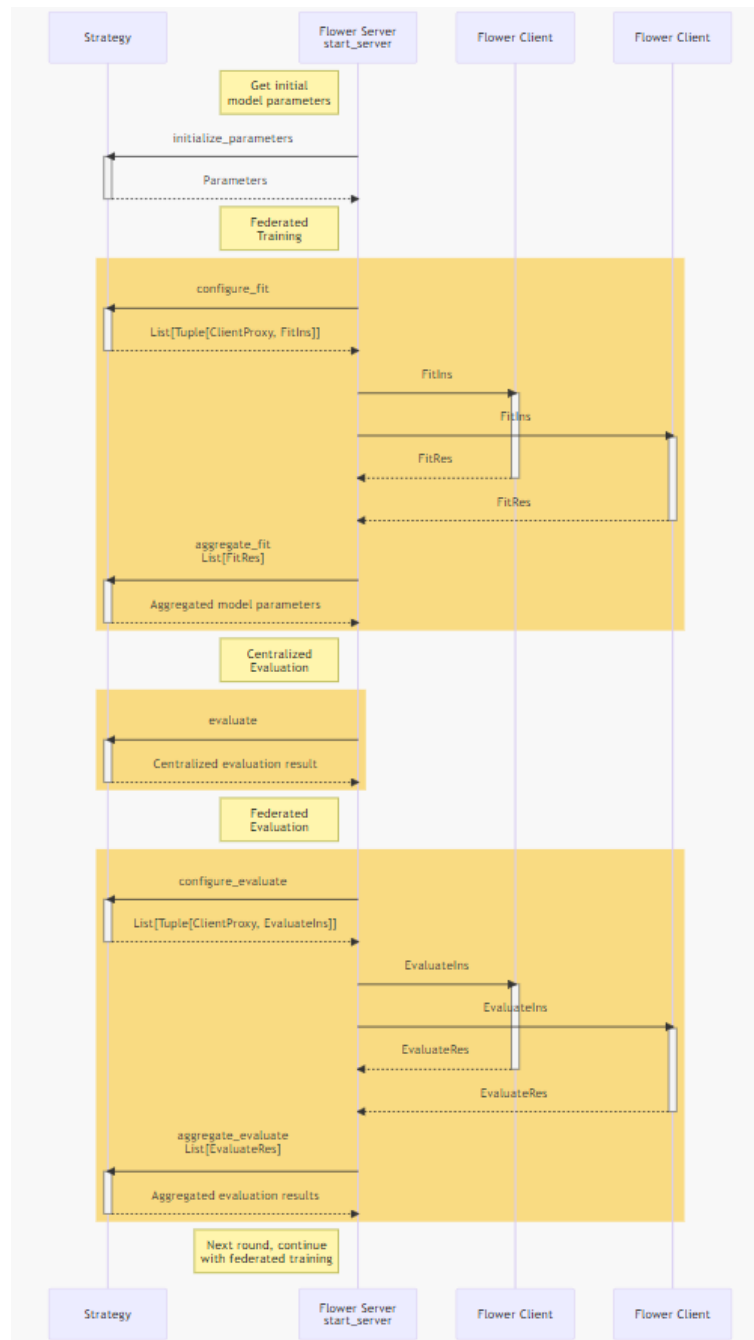 Strategy
Flower Server
start_server
Flower Client
Flower Client
Get initial
model parameters
initialize_parameters
Parameters
Federated
Training
configure_fit
List[Tuple[ClientProxy, FitIns]]
FitIns
FitIns
FitRes
FitRes
aggregate_fit
List[FitRes]
Aggregated model parameters
Centralized
Evaluation
evaluate
Centralized evaluation result
Federated
Evaluation
configure_evaluate
List[Tuple[ClientProxy, EvaluateIns]]
EvaluateIns
EvaluateIns
EvaluateRes
EvaluateRes
aggregate_evaluate
List[EvaluateRes]
Aggregated evaluation results
Next round, continue
with federated training
Strategy
Flower Server
start_server
Flower Client
Flower Client